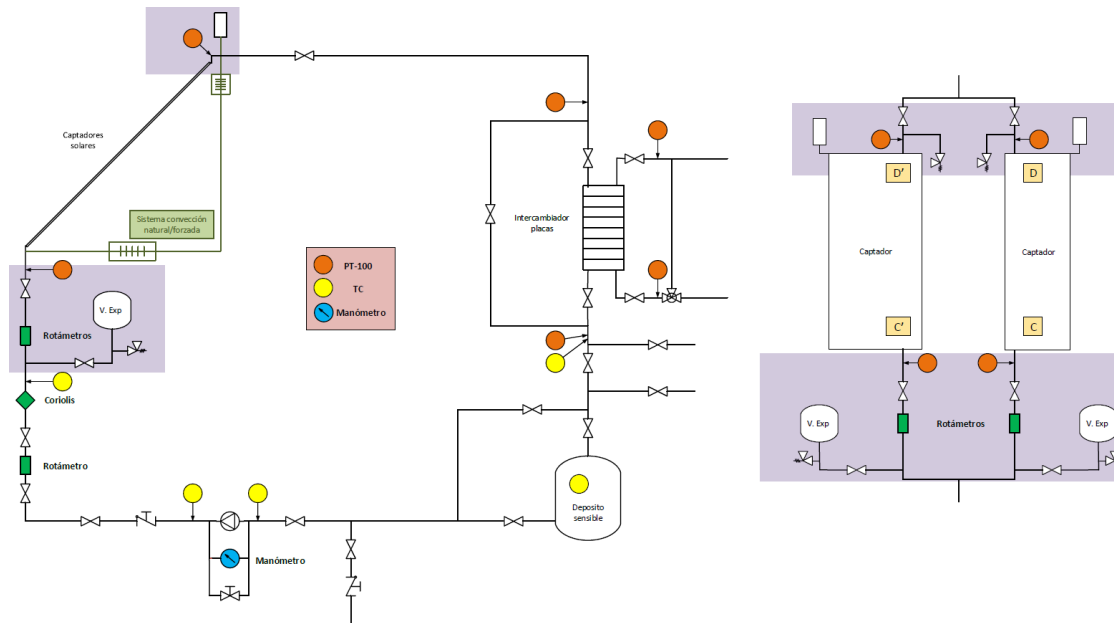 Captadores
solares
Sistema convección
natural/forzada
V. Exp
Rotámetros
Coriolis
Rotámetro
PT-100
TC
Manómetro
Intercambiador
placas
Manómetro
Deposito
sensible
D'
D
Captador
Captador
C'
C
V. Exp
Rotámetros
V. Exp